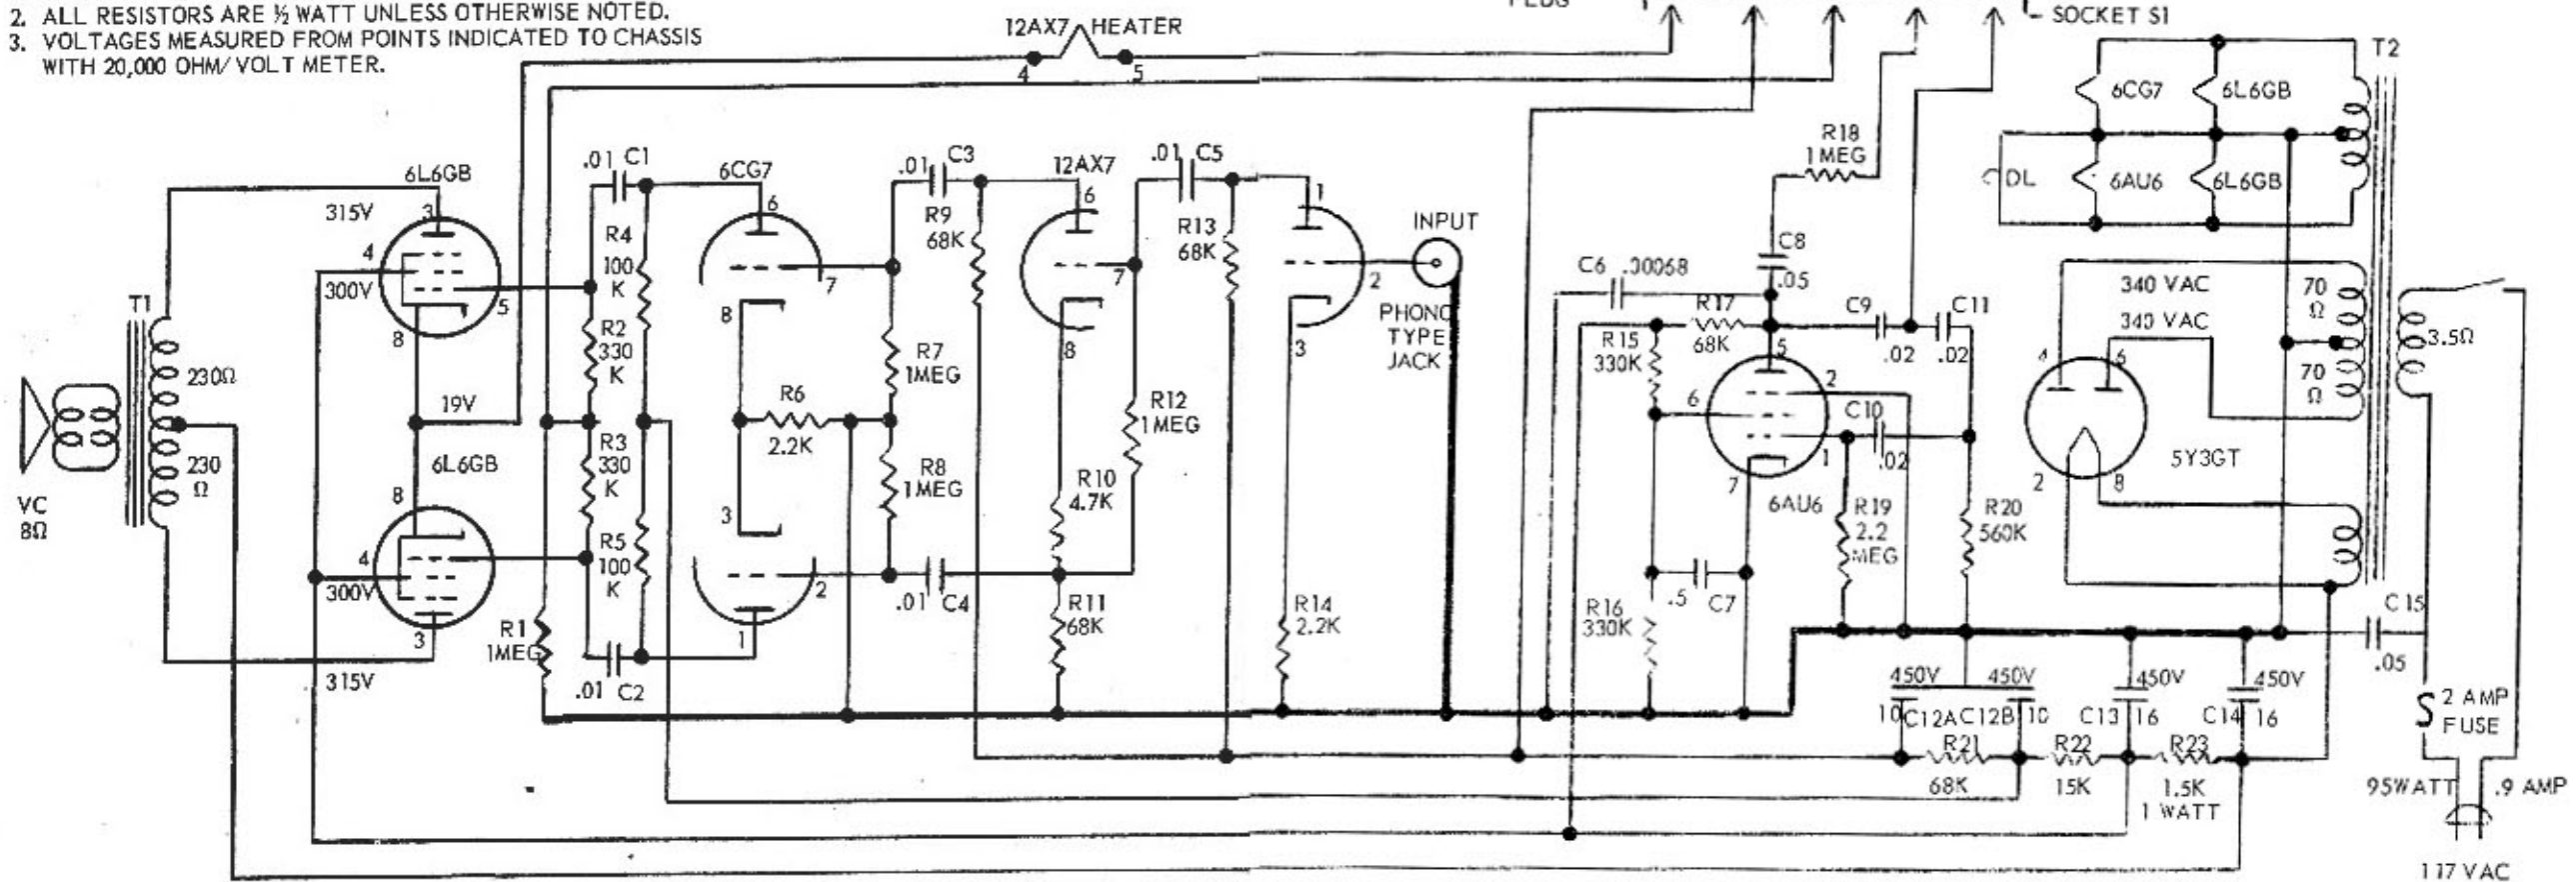 2. ALL RESISTORS ARE ½ WATT UNLESS OTHERWISE NOTED.
3. VOLTAGES MEASURED FROM POINTS INDICATED TO CHASSIS
WITH 20,000 OHM/VOLT METER.
12AX7 HEATER
4
5
SOCKET S1
T2
6CG7
6L6GB
6AU6
6L6GB
DL
R18
1 MEG
6L6GB
315V
3
4
300V
5
8
.01 C1
R4
100
K
6CG7
6
7
8
.01 C3
R9
68K
12AX7
6
7
8
.01 C5
R13
68K
1
2
3
INPUT
PHONO
TYPE
JACK
C8
.05
C6 .00068
R17
68K
R15
330K
C9
.02
C11
.02
5
2
6
C10
.02
1
7
6AU6
340 VAC
340 VAC
70
Ω
70
Ω
3.5Ω
4
6
2
8
5Y3GT
T1
230Ω
230
Ω
VC
8Ω
19V
R2
330
K
R3
330
K
R6
2.2K
R7
1MEG
R8
1MEG
R12
1MEG
R10
4.7K
6L6GB
8
4
300V
3
315V
R5
100
K
3
2
1
.01 C4
R11
68K
R1
1MEG
.01 C2
R14
2.2K
R16
330K
.5 C7
R19
2.2
MEG
R20
560K
C15
.05
450V
10 C12A
450V
C12B 10
450V
C13 16
450V
C14 16
2 AMP
FUSE
R21
68K
R22
15K
R23
1.5K
1 WATT
95WATT
.9 AMP
117 VAC